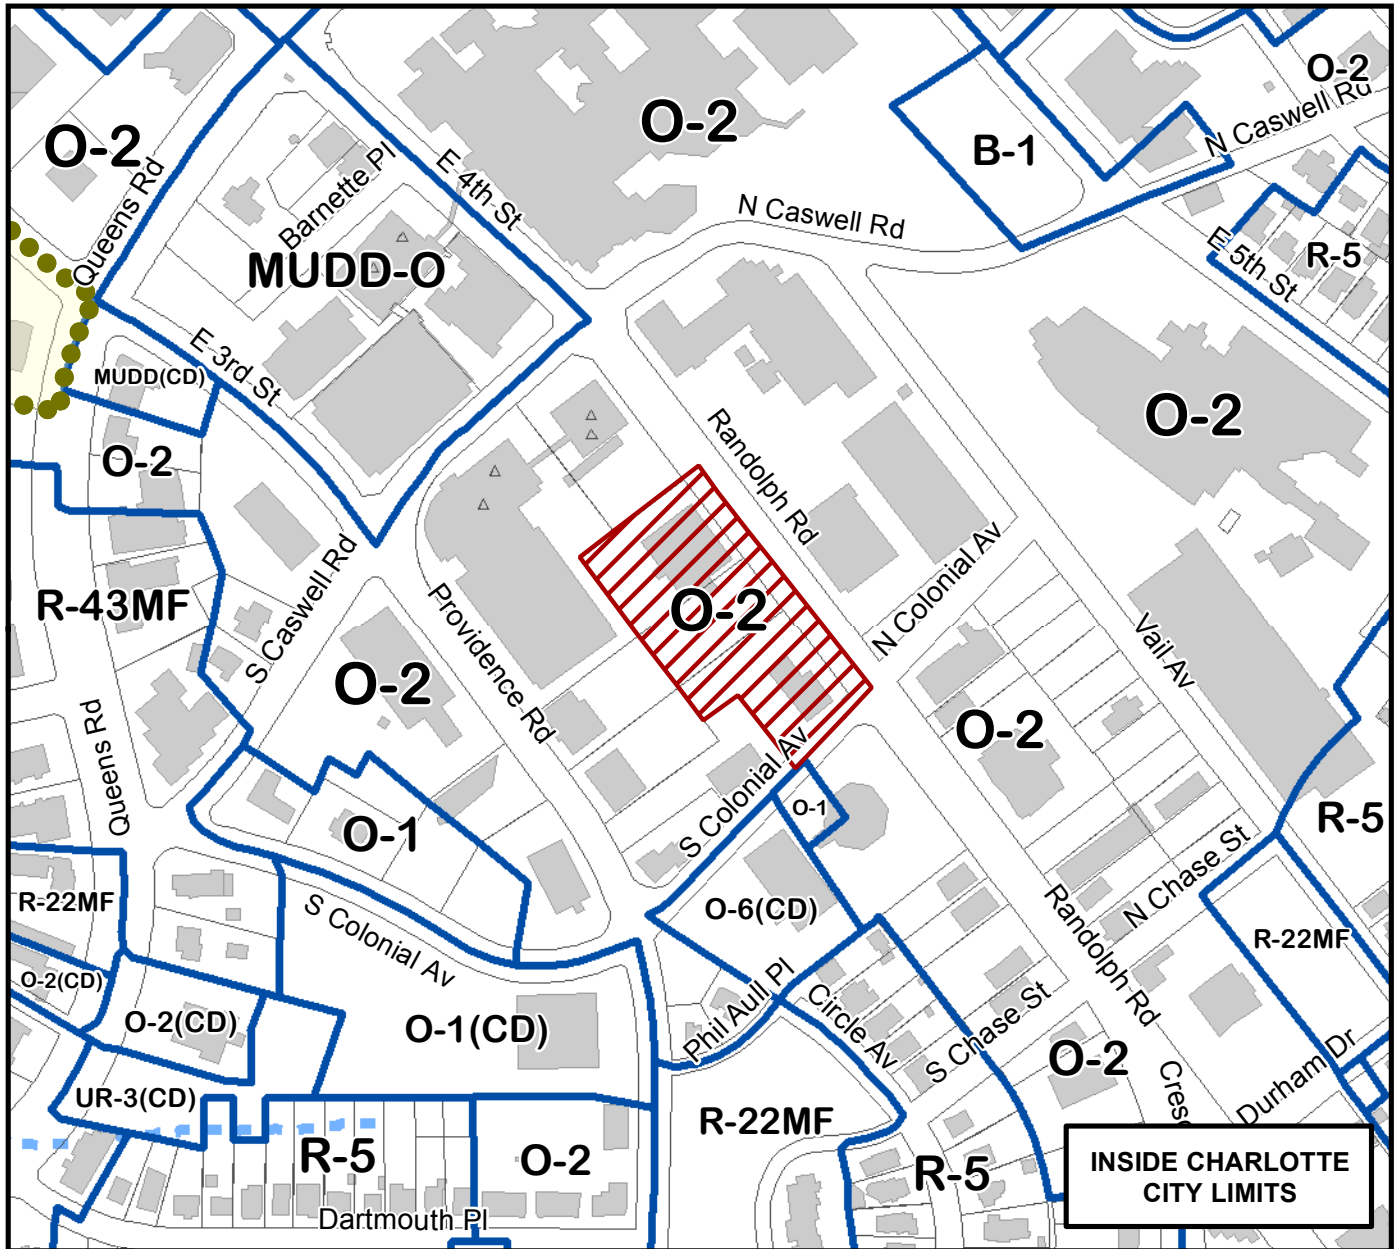 O-2
O-2
N Caswell Rd
O-2
B-1
O-2
Queens Rd
Barnette Pl
E 4th St
N Caswell Rd
MUDD-O
E 5th St
R-5
E 3rd St
MUDD(CD)
O-2
O-2
Randolph Rd
R-43MF
S Caswell Rd
Providence Rd
O-2
N Colonial Av
Vail Av
O-2
O-2
Queens Rd
S Colonial Av
O-1
O-1
R-5
R-22MF
S Colonial Av
O-6(CD)
Randolph Rd
N Chase St
R-22MF
O-2(CD)
O-2(CD)
O-1(CD)
Phil Aull Pl
Circle Av
S Chase St
O-2
UR-3(CD)
R-22MF
Cresc
Durham Dr
R-5
O-2
R-5
INSIDE CHARLOTTE
CITY LIMITS
Dartmouth Pl